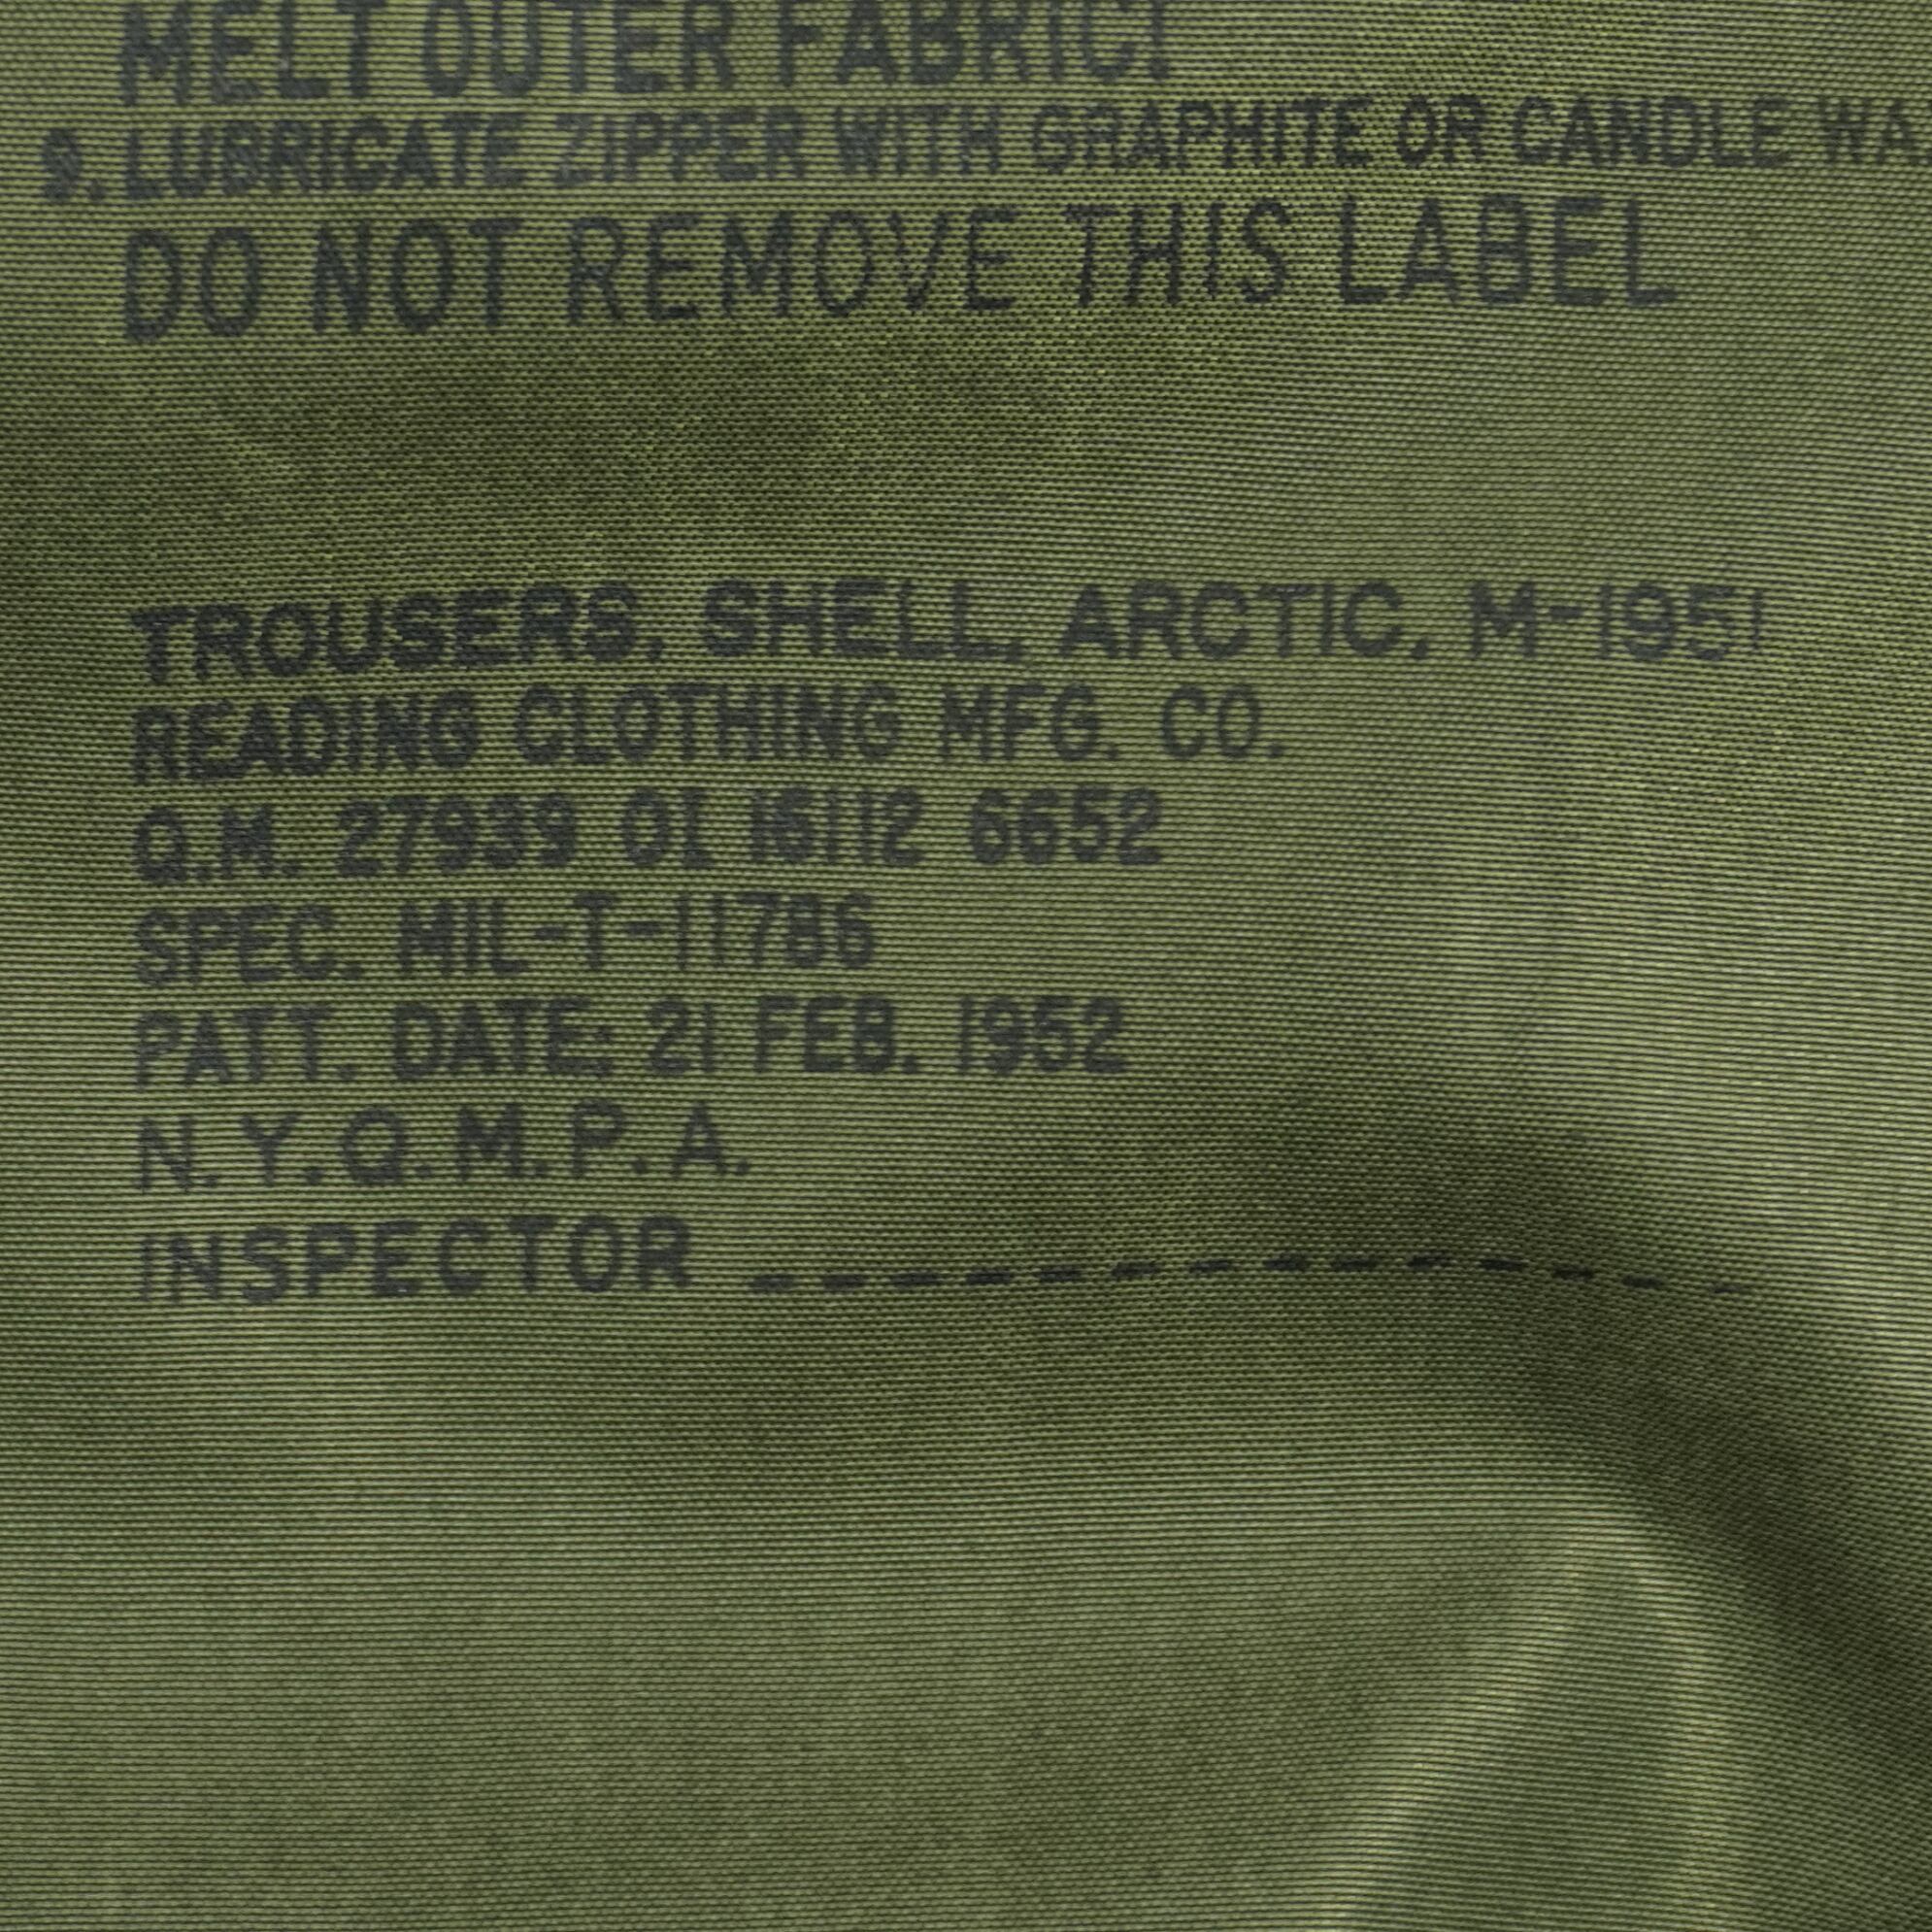 MELT OUTER FABRIC!
9. LUBRICATE ZIPPER WITH GRAPHITE OR CANDLE WA
DO NOT REMOVE THIS LABEL
TROUSERS, SHELL, ARCTIC, M-1951
READING CLOTHING MFG. CO.
Q.M. 27939 OI 16112 6652
SPEC. MIL-T-11786
PATT. DATE: 21 FEB. 1952
N.Y.Q.M.P.A.
INSPECTOR --------------